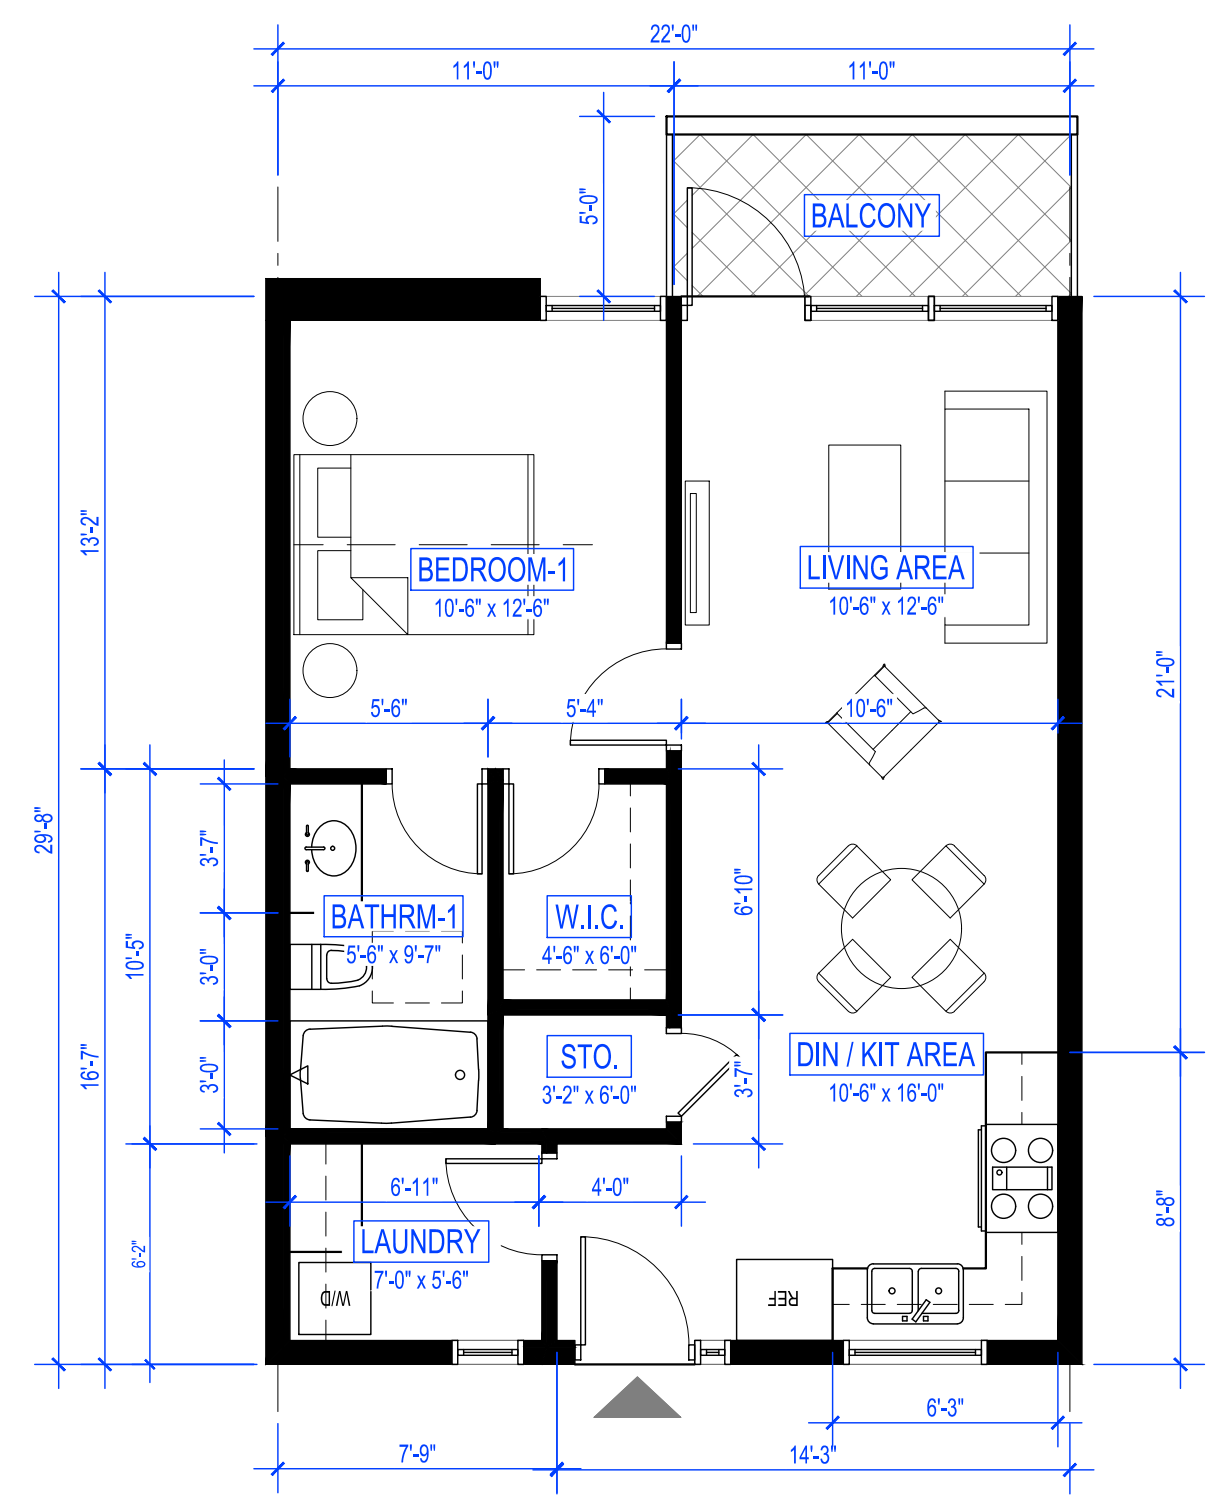 22'-0"
11'-0"
11'-0"
5'-0"
BALCONY
13'-2"
BEDROOM-1
10'-6" x 12'-6"
LIVING AREA
10'-6" x 12'-6"
21'-0"
5'-6"
5'-4"
10'-6"
29'-8"
3'-7"
6'-10"
BATHRM-1
5'-6" x 9'-7"
W.I.C.
4'-6" x 6'-0"
10'-5"
3'-0"
16'-7"
3'-0"
STO.
3'-2" x 6'-0"
3'-7"
DIN / KIT AREA
10'-6" x 16'-0"
6'-11"
4'-0"
8'-8"
6'-2"
LAUNDRY
7'-0" x 5'-6"
W/D
REF
6'-3"
7'-9"
14'-3"